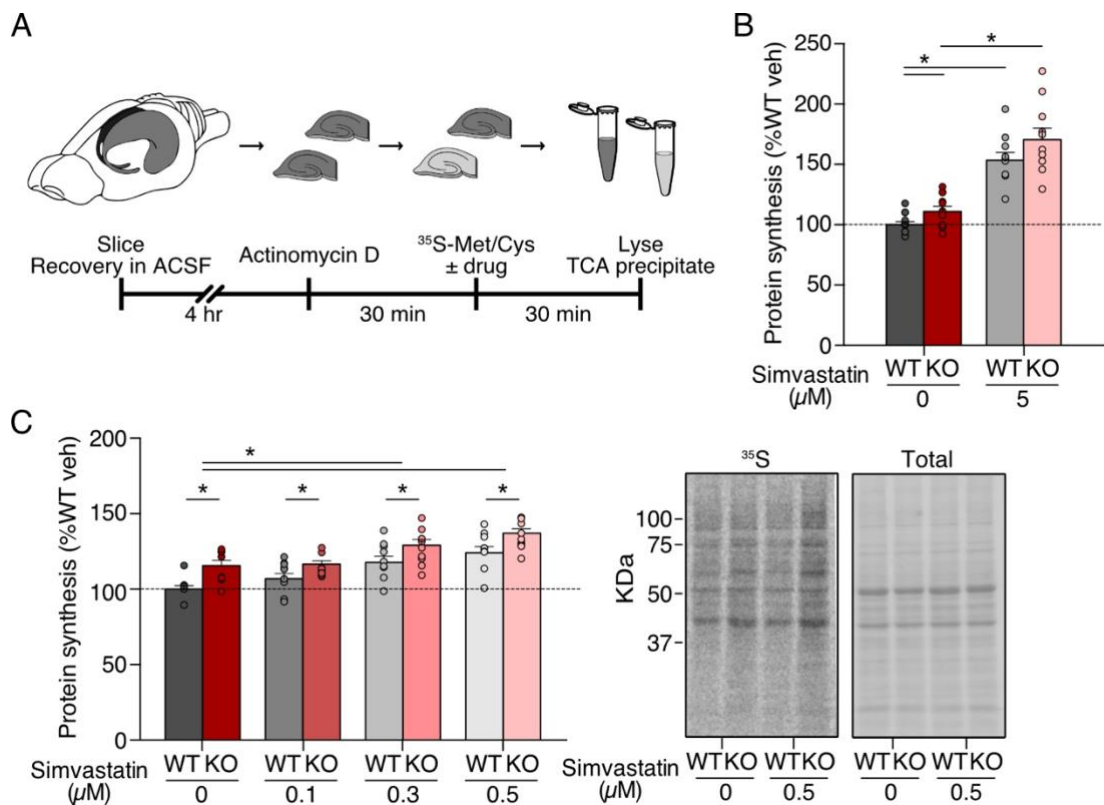 A
Slice
Recovery in ACSF
Actinomycin D
³⁵S-Met/Cys
± drug
Lyse
TCA precipitate
4 hr
30 min
30 min
B
Protein synthesis (%WT veh)
250
200
150
100
50
0
*
*
WT KO WT KO
Simvastatin
(µM)
0 5
C
Protein synthesis (%WT veh)
200
150
100
50
0
*
* * * *
WT KO WT KO WT KO WT KO
Simvastatin
(µM)
0 0.1 0.3 0.5
³⁵S Total
KDa
100
75
50
37
WT KO WT KO WT KO WT KO
Simvastatin
(µM)
0 0.5 0 0.5